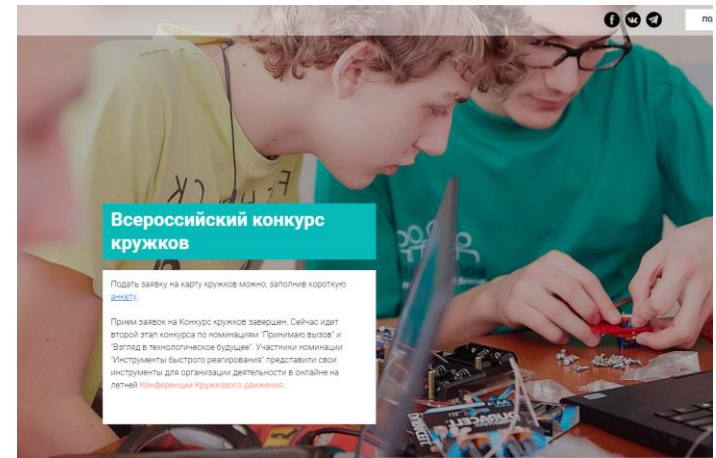 ПО
Всероссийский конкурс
кружков
Подать заявку на карту кружков можно, заполнив короткую
анкету.
Прием заявок на Конкурс кружков завершен. Сейчас идет
второй этап конкурса по номинациям "Принимаю вызов" и
"Взгляд в технологическое будущее". Участники номинации
"Инструменты быстрого реагирования" представили свои
инструменты для организации деятельности в онлайне на
летней Конференции Кружкового движения.
DURACELL